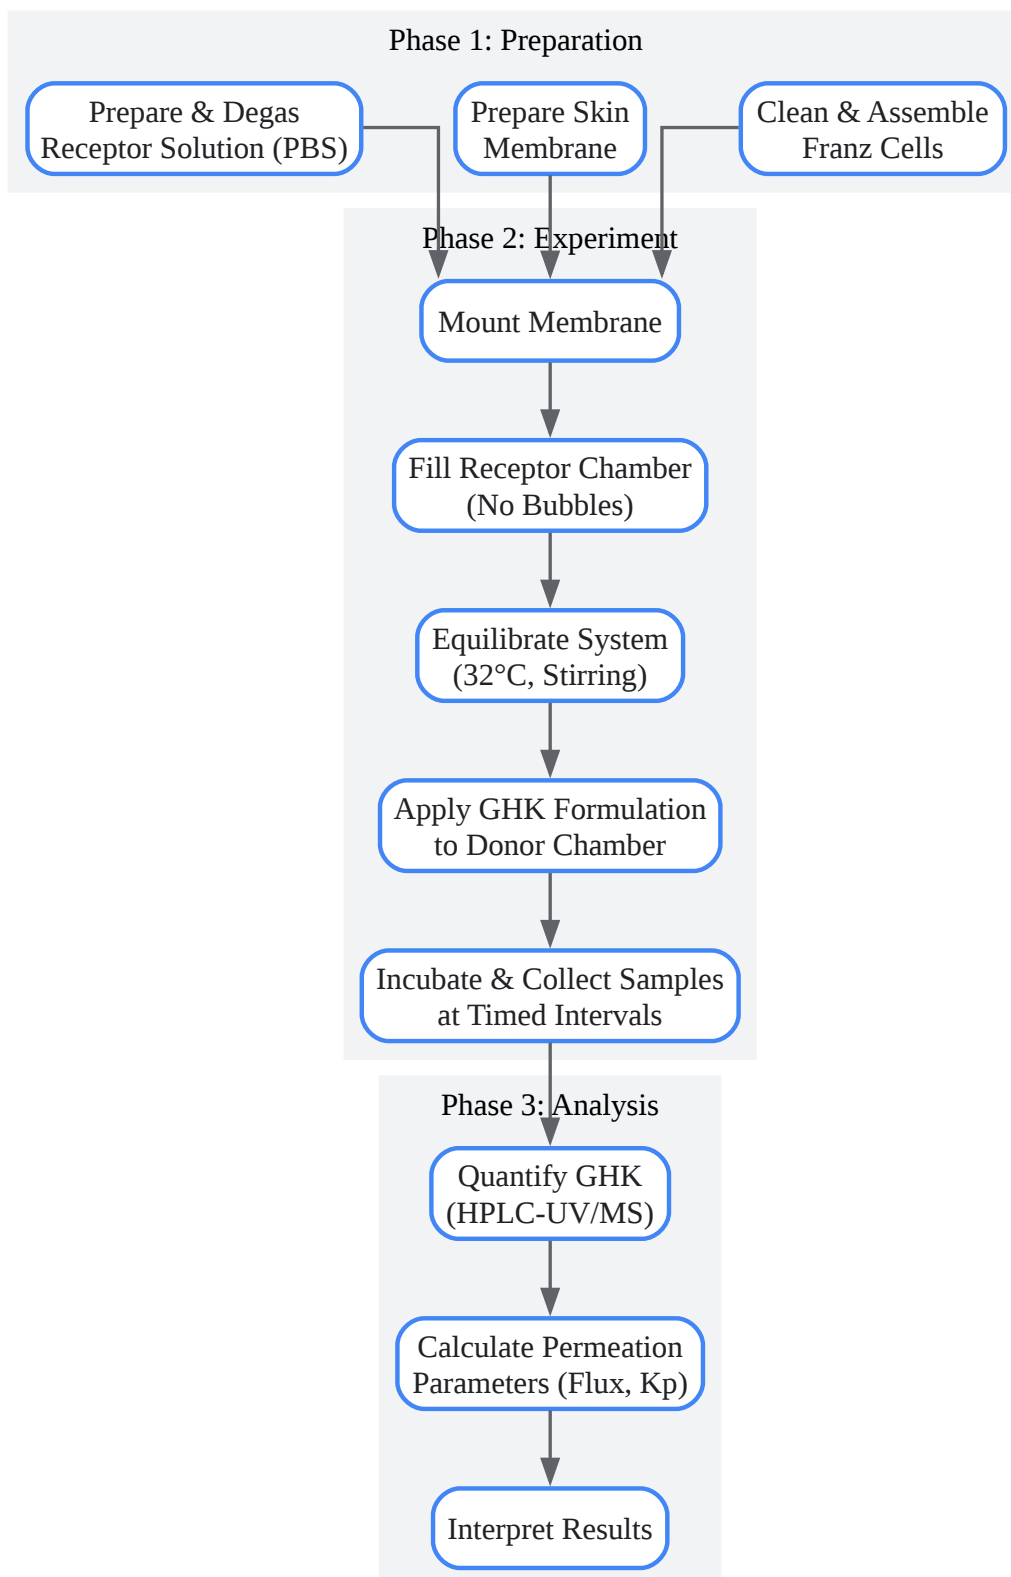 Phase 1: Preparation
Prepare & Degas
Receptor Solution (PBS)
Prepare Skin
Membrane
Clean & Assemble
Franz Cells
Phase 2: Experiment
Mount Membrane
Fill Receptor Chamber
(No Bubbles)
Equilibrate System
(32°C, Stirring)
Apply GHK Formulation
to Donor Chamber
Incubate & Collect Samples
at Timed Intervals
Phase 3: Analysis
Quantify GHK
(HPLC-UV/MS)
Calculate Permeation
Parameters (Flux, Kp)
Interpret Results